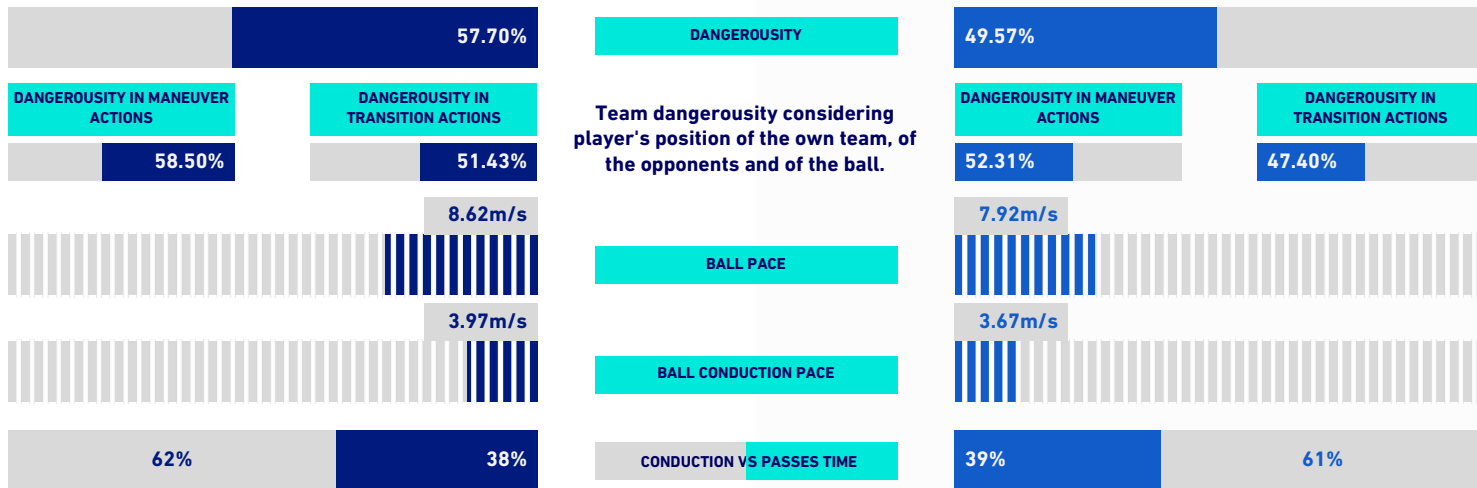 57.70%
DANGEROUSITY
49.57%
DANGEROUSITY IN MANEUVER
ACTIONS
DANGEROUSITY IN
TRANSITION ACTIONS
58.50%
51.43%
Team dangerousity considering
player's position of the own team, of
the opponents and of the ball.
DANGEROUSITY IN MANEUVER
ACTIONS
DANGEROUSITY IN
TRANSITION ACTIONS
52.31%
47.40%
8.62m/s
BALL PACE
7.92m/s
3.97m/s
BALL CONDUCTION PACE
3.67m/s
62%
38%
CONDUCTION VS PASSES TIME
39%
61%